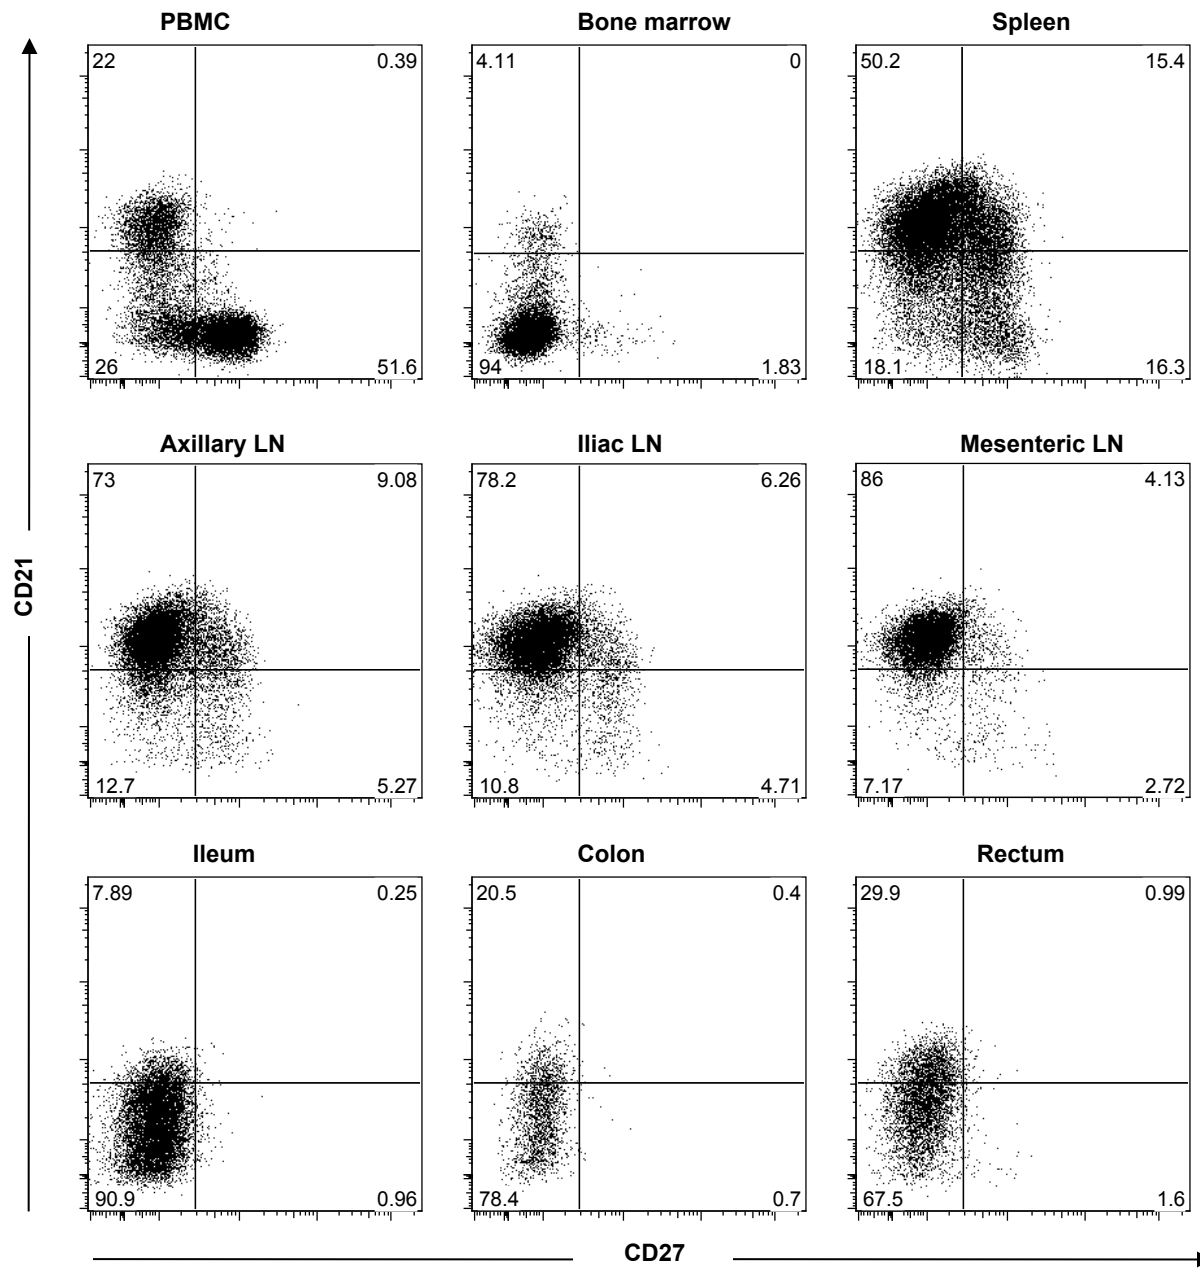 PBMC Bone marrow Spleen
22 0.39 4.11 0 50.2 15.4
26 51.6 94 1.83 18.1 16.3
Axillary LN Iliac LN Mesenteric LN
73 9.08 78.2 6.26 86 4.13
CD21
12.7 5.27 10.8 4.71 7.17 2.72
Ileum Colon Rectum
7.89 0.25 20.5 0.4 29.9 0.99
90.9 0.96 78.4 0.7 67.5 1.6
CD27